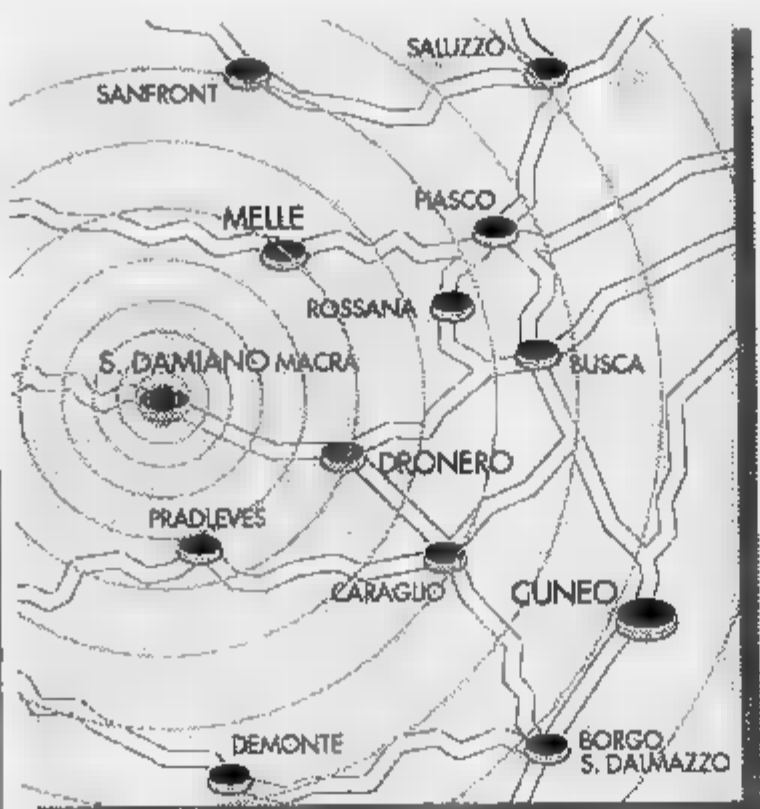 SALUZZO
SANFRONT
PIASCO
MELLE
ROSSANA
S. DAMIANO MACRA
BUSCA
DRONERO
PRADLEVES
CARAGLIO
CUNEO
DEMONTE
BORGO
S. DALMAZZO